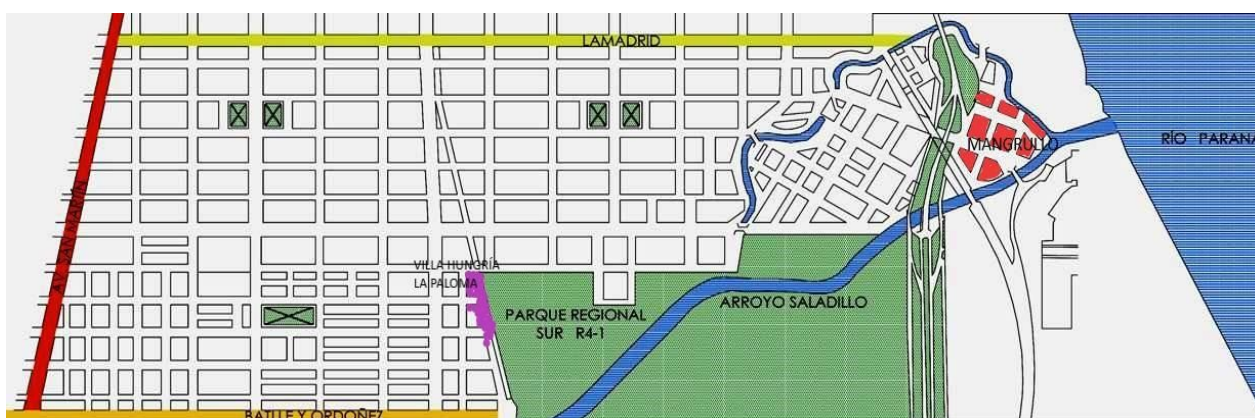 LAMADRID
RÍO PARANA
MANGRULLO
AV. SAN MARTÍN
VILLA HUNGRÍA
LA PALOMA
PARQUE REGIONAL
SUR R4-1
ARROYO SALADILLO
BATLLE Y ORDOÑEZ